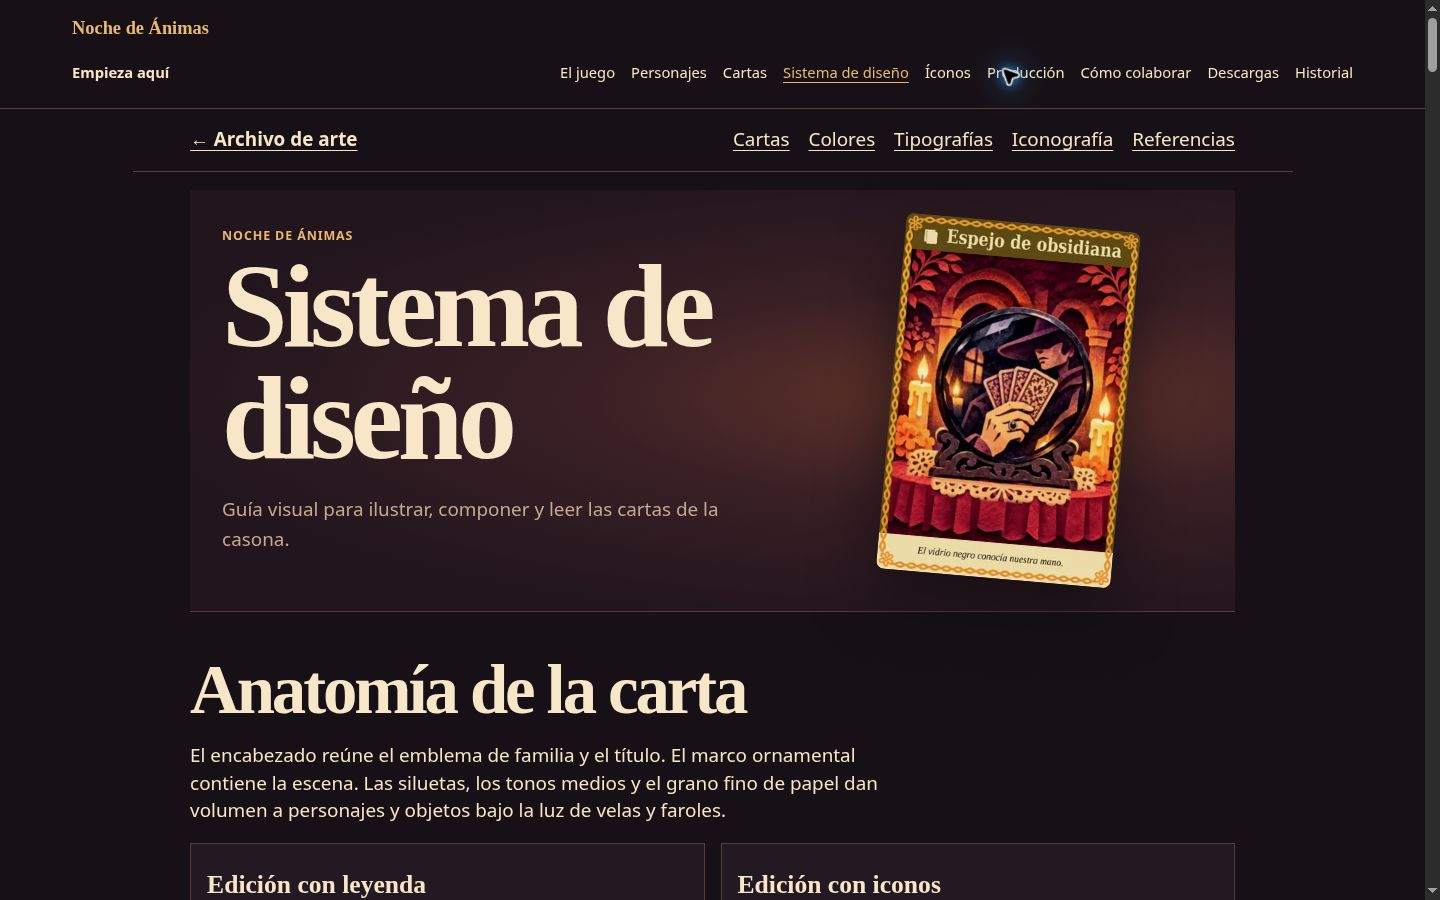 Noche de Ánimas
Empieza aquí
El juego Personajes Cartas Sistema de diseño Íconos Producción Cómo colaborar Descargas Historial
← Archivo de arte
Cartas Colores Tipografías Iconografía Referencias
NOCHE DE ÁNIMAS
Sistema de
diseño
Guía visual para ilustrar, componer y leer las cartas de la
casona.
Espejo de obsidiana
El vidrio negro conocía nuestra mano.
Anatomía de la carta
El encabezado reúne el emblema de familia y el título. El marco ornamental
contiene la escena. Las siluetas, los tonos medios y el grano fino de papel dan
volumen a personajes y objetos bajo la luz de velas y faroles.
Edición con leyenda
Edición con iconos